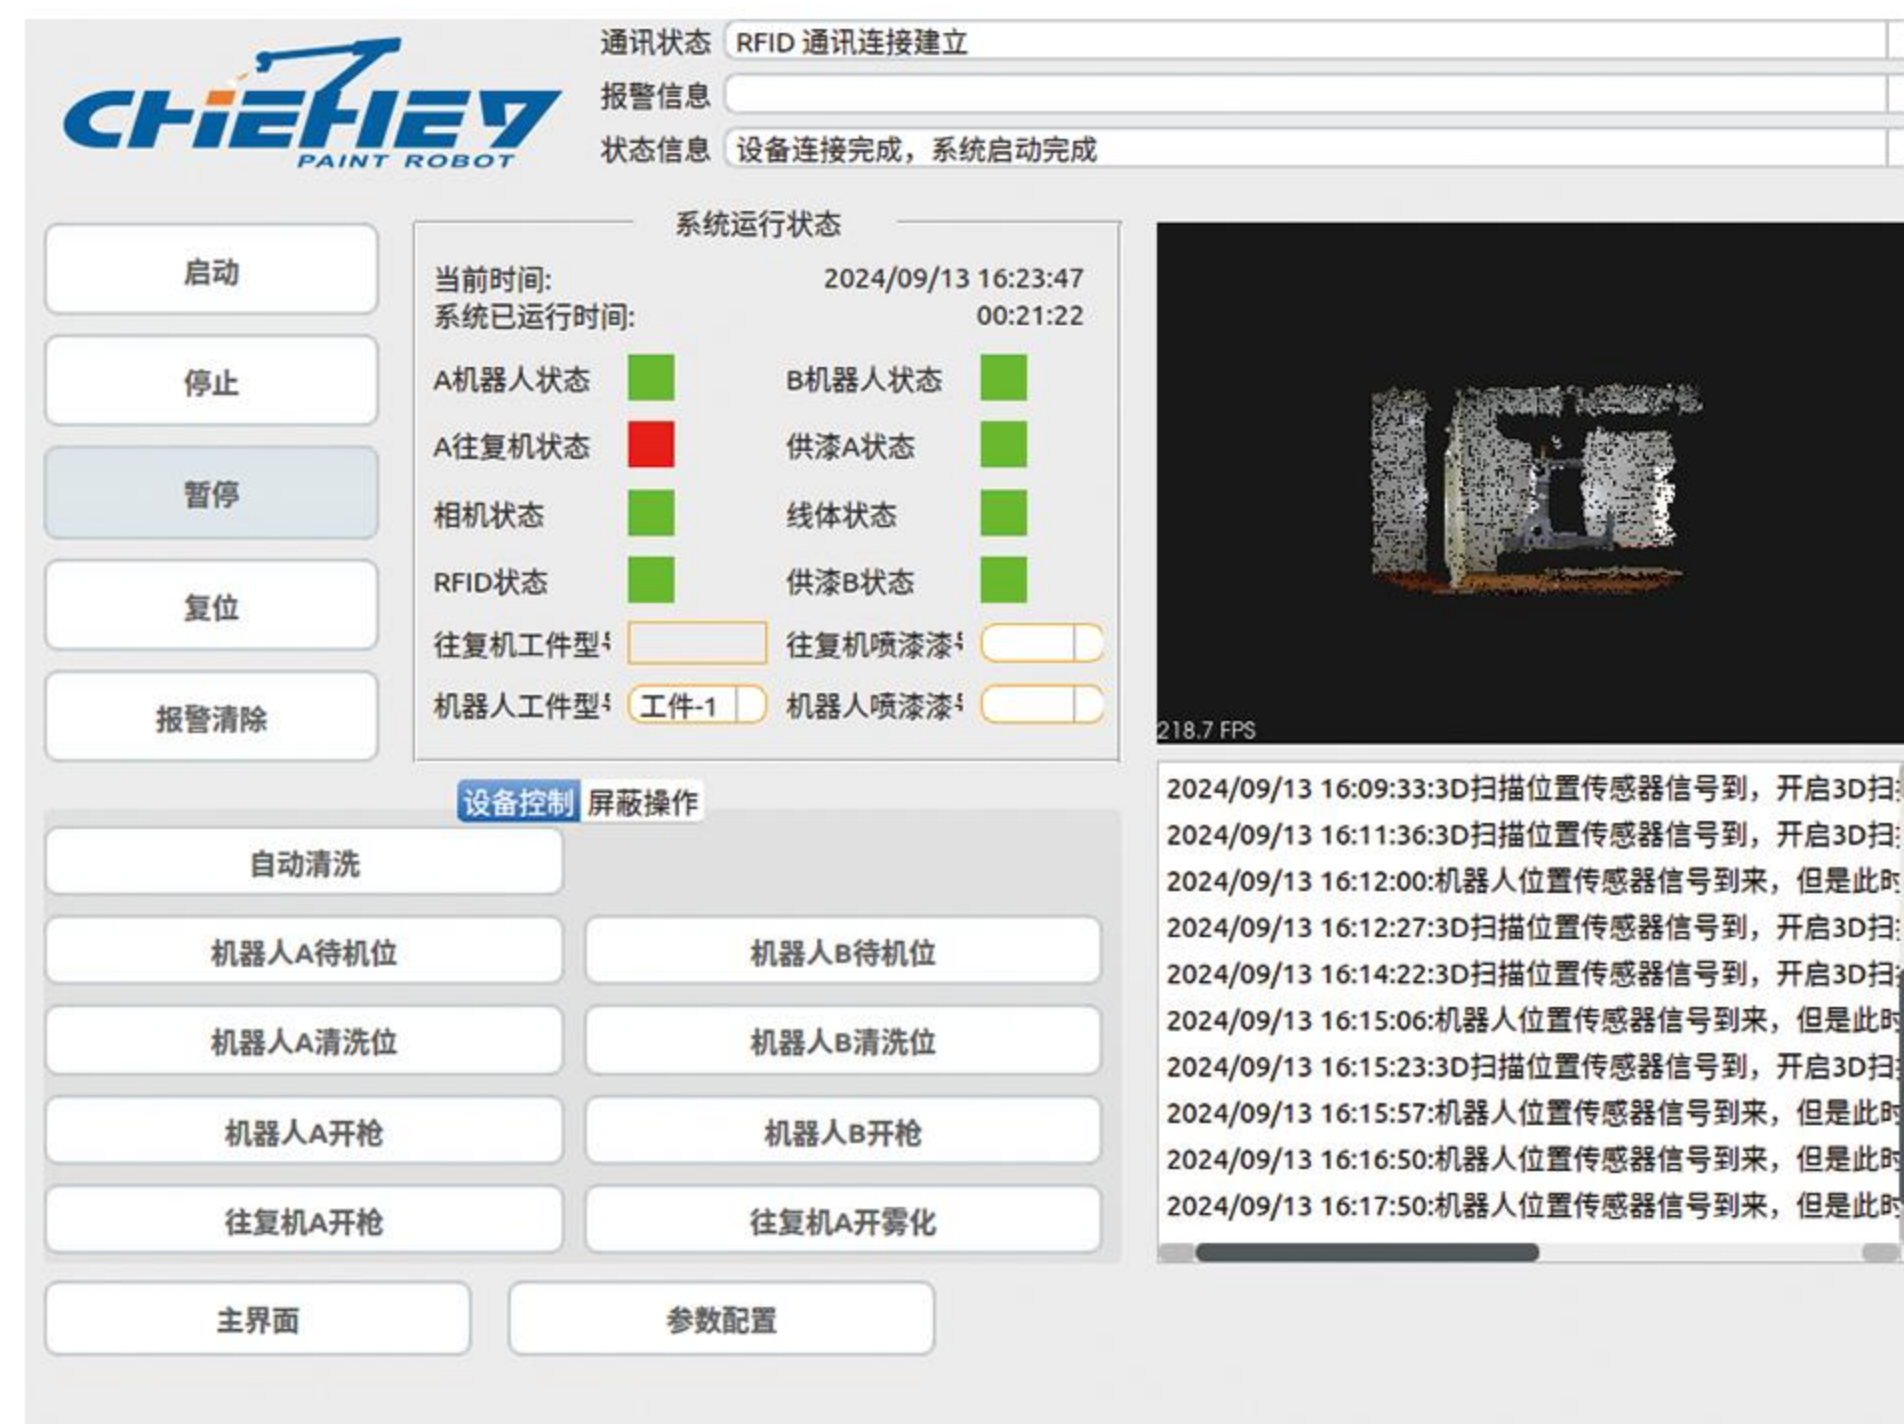 CHiEHEY
PAINT ROBOT
通讯状态 RFID 通讯连接建立
报警信息
状态信息 设备连接完成，系统启动完成
启动
停止
暂停
复位
报警清除
系统运行状态
当前时间: 2024/09/13 16:23:47
系统已运行时间: 00:21:22
A机器人状态 B机器人状态
A往复机状态 供漆A状态
相机状态 线体状态
RFID状态 供漆B状态
往复机工件型 往复机喷漆漆
机器人工件型 工件-1 机器人喷漆漆
218.7 FPS
设备控制 屏蔽操作
自动清洗
机器人A待机位 机器人B待机位
机器人A清洗位 机器人B清洗位
机器人A开枪 机器人B开枪
往复机A开枪 往复机A开雾化
主界面 参数配置
2024/09/13 16:09:33:3D扫描位置传感器信号到，开启3D扫
2024/09/13 16:11:36:3D扫描位置传感器信号到，开启3D扫
2024/09/13 16:12:00:机器人位置传感器信号到来，但是此时
2024/09/13 16:12:27:3D扫描位置传感器信号到，开启3D扫
2024/09/13 16:14:22:3D扫描位置传感器信号到，开启3D扫
2024/09/13 16:15:06:机器人位置传感器信号到来，但是此时
2024/09/13 16:15:23:3D扫描位置传感器信号到，开启3D扫
2024/09/13 16:15:57:机器人位置传感器信号到来，但是此时
2024/09/13 16:16:50:机器人位置传感器信号到来，但是此时
2024/09/13 16:17:50:机器人位置传感器信号到来，但是此时